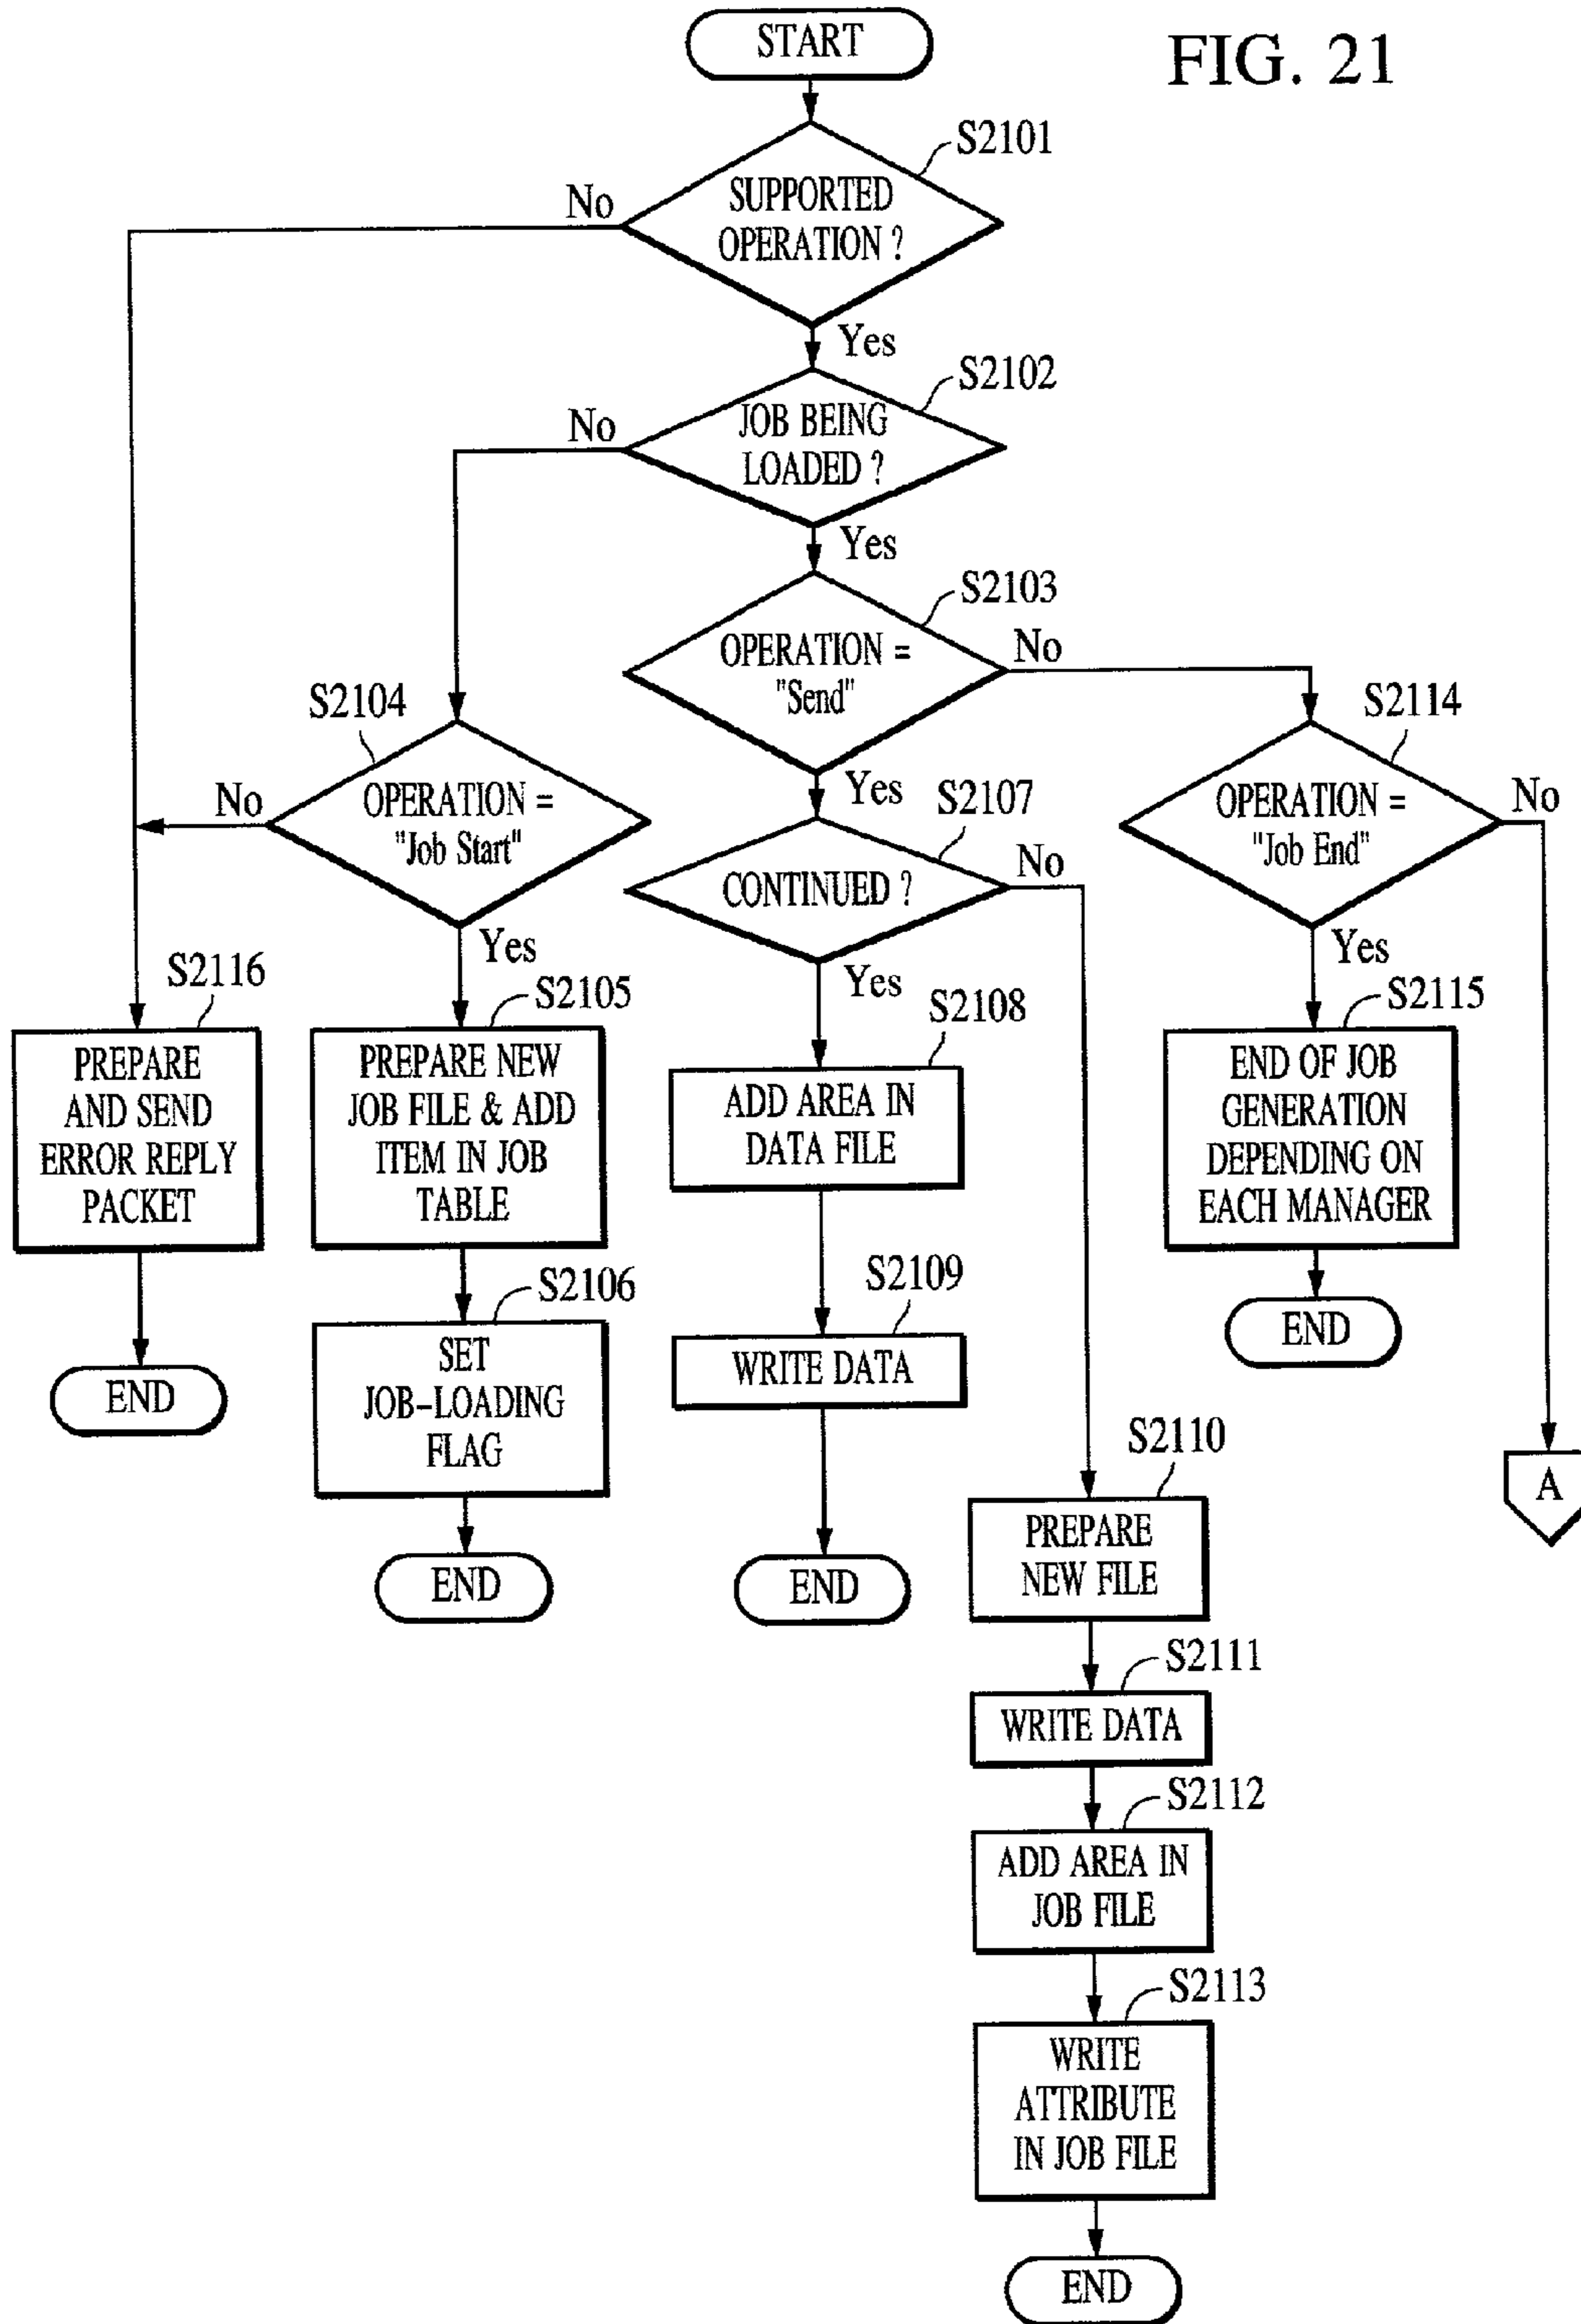 START
FIG. 21
S2101
No
SUPPORTED
OPERATION ?
Yes
S2102
No
JOB BEING
LOADED ?
Yes
S2103
OPERATION =
"Send"
No
S2104
S2114
Yes
S2107
No
OPERATION =
"Job Start"
OPERATION =
"Job End"
No
CONTINUED ?
No
Yes
Yes
Yes
S2116
S2105
S2108
S2115
PREPARE
AND SEND
ERROR REPLY
PACKET
PREPARE NEW
JOB FILE & ADD
ITEM IN JOB
TABLE
ADD AREA IN
DATA FILE
END OF JOB
GENERATION
DEPENDING ON
EACH MANAGER
S2106
S2109
END
SET
JOB-LOADING
FLAG
WRITE DATA
END
S2110
A
END
END
PREPARE
NEW FILE
S2111
WRITE DATA
S2112
ADD AREA IN
JOB FILE
S2113
WRITE
ATTRIBUTE
IN JOB FILE
END